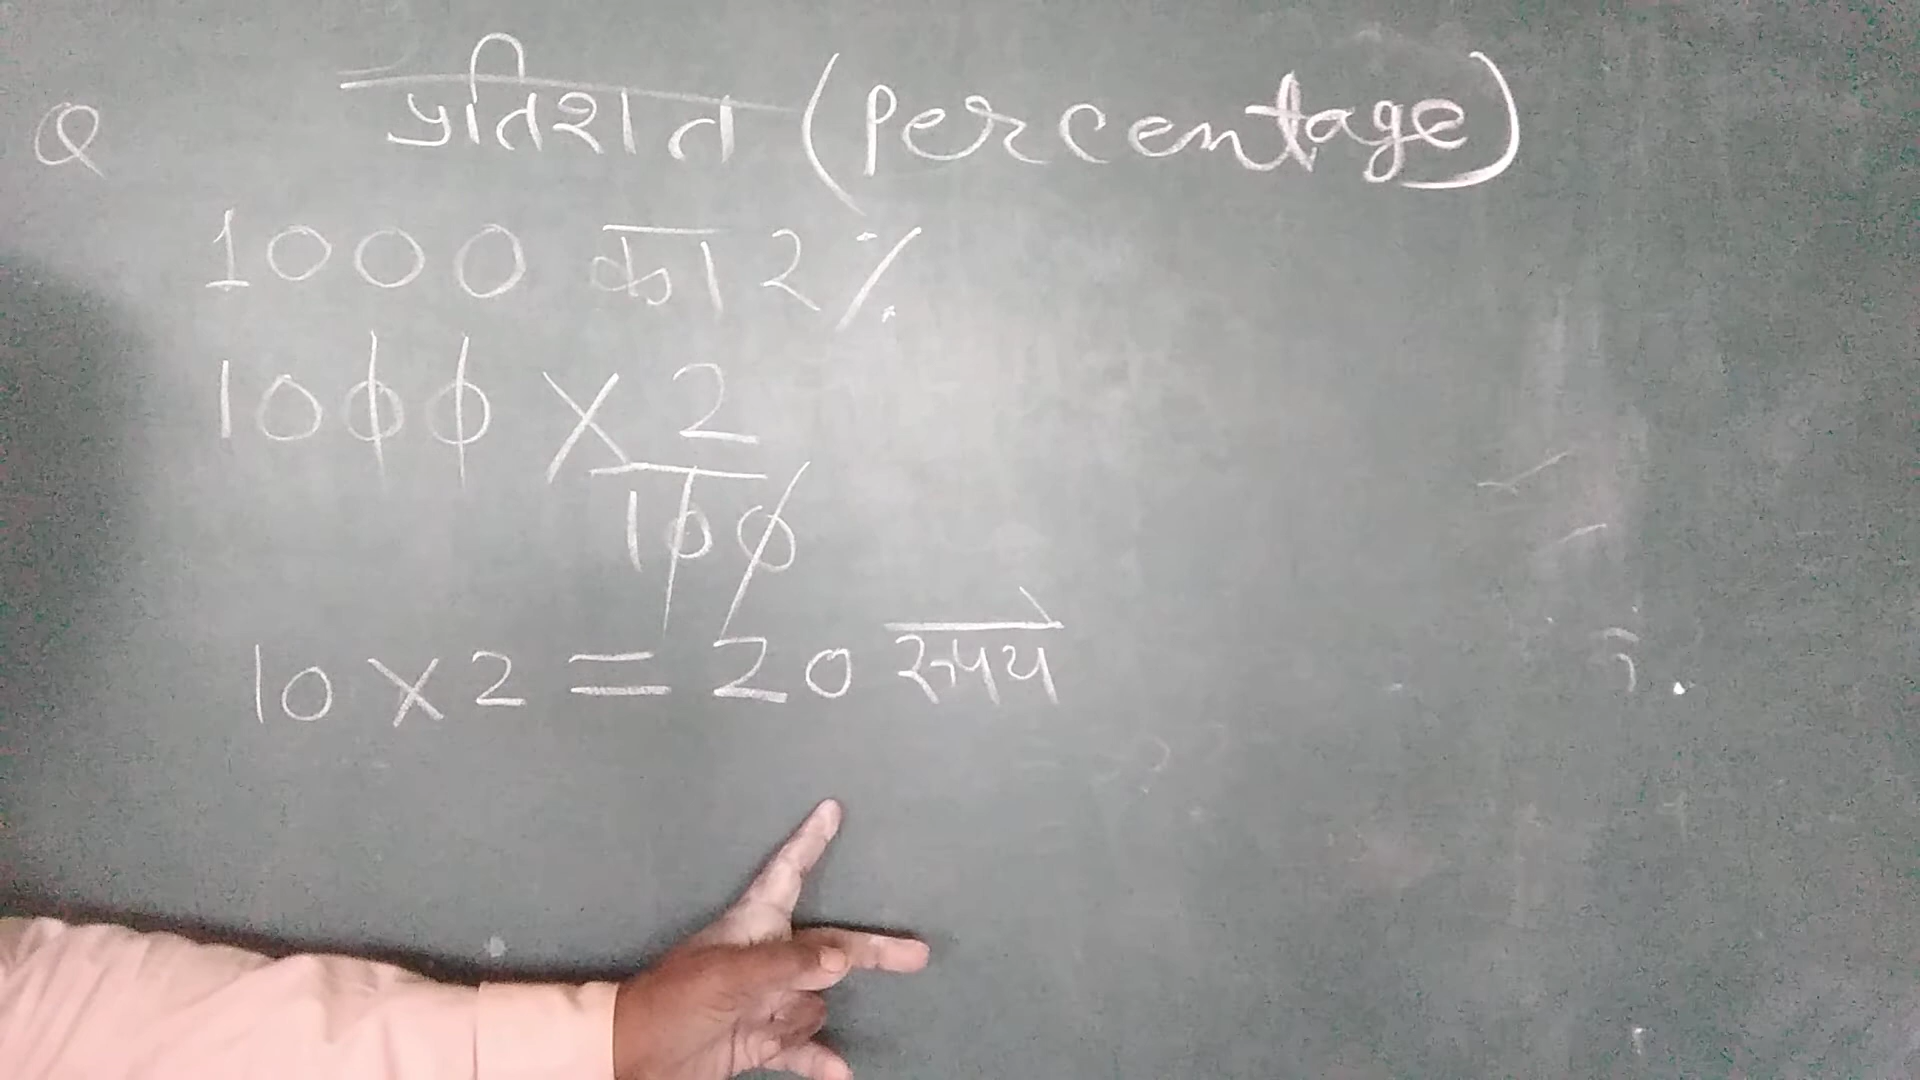 प्रतिशत (Percentage)
Q
1000 का 2%
1000 X 2
100
10 X 2 = 20 रूपये